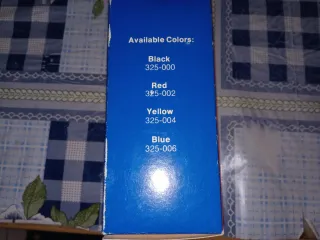 Available Colors:
Black
325-000
Red
325-002
Yellow
325-004
Blue
325-006